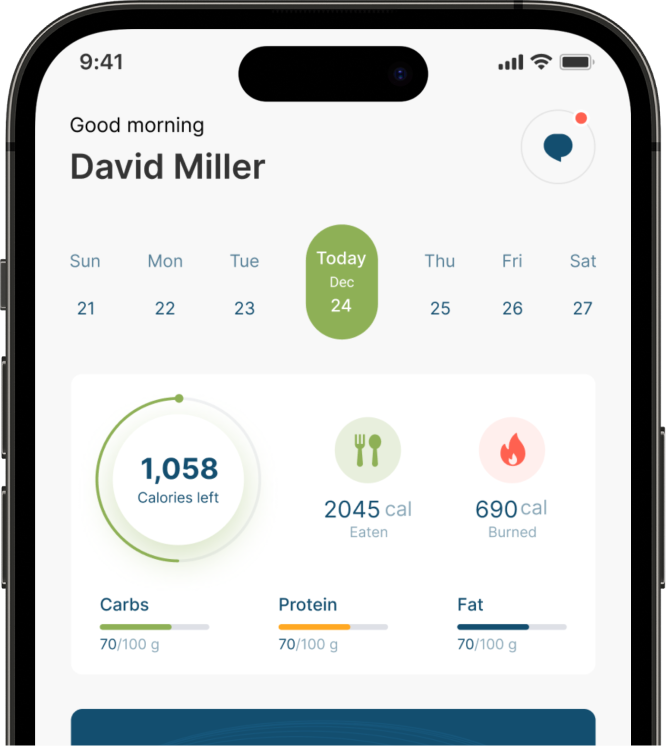 9:41
Good morning
David Miller
Sun Mon Tue Today Thu Fri Sat
Dec
21 22 23 24 25 26 27
1,058
Calories left
2045 cal
Eaten
690 cal
Burned
Carbs Protein Fat
70/100 g 70/100 g 70/100 g